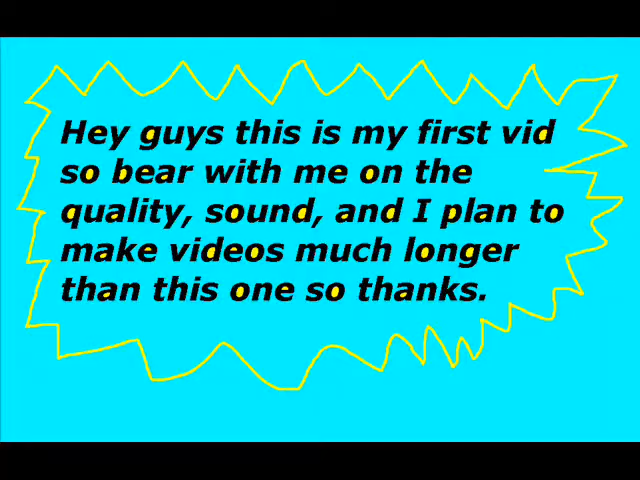 Hey guys this is my first vid
so bear with me on the
quality, sound, and I plan to
make videos much longer
than this one so thanks.